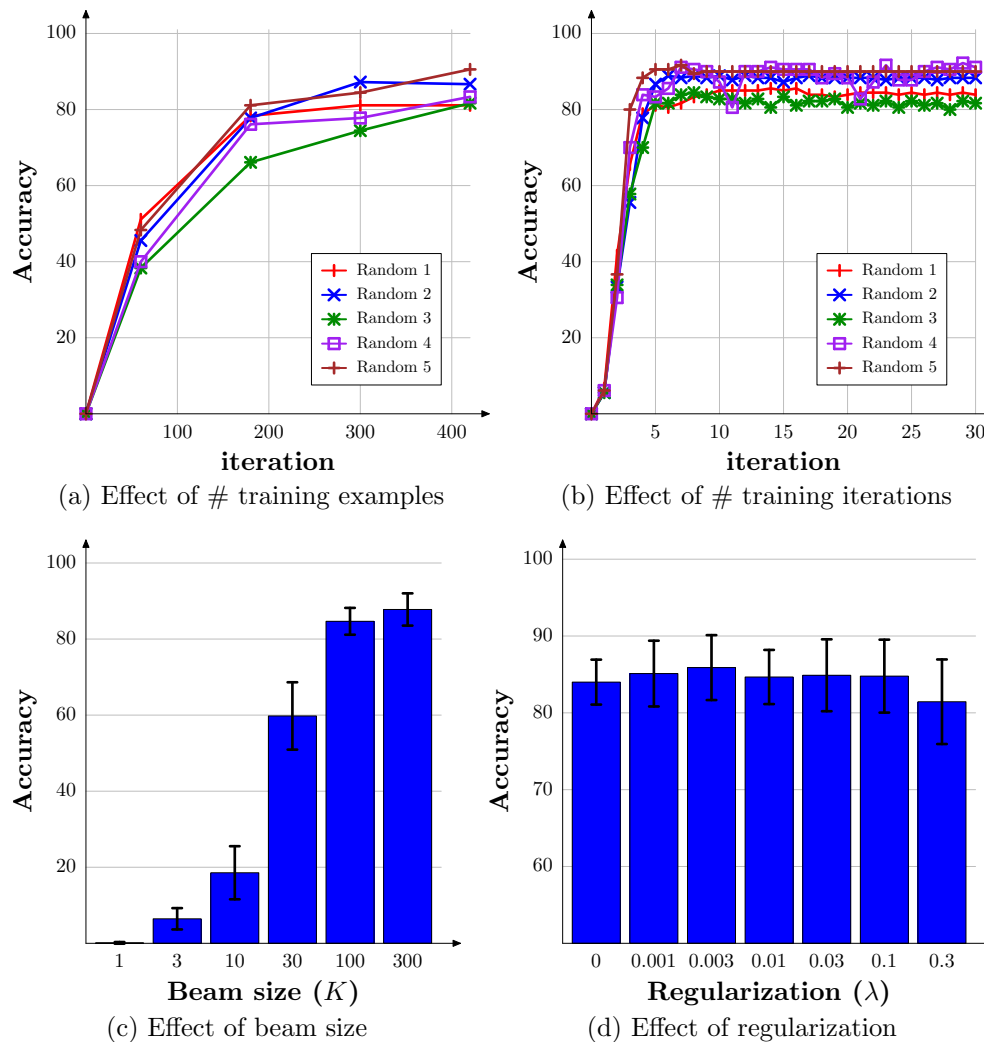 100
80
60
40
20
Accuracy
Random 1
Random 2
Random 3
Random 4
Random 5
100 200 300 400
iteration
(a) Effect of # training examples
100
80
60
40
20
Accuracy
Random 1
Random 2
Random 3
Random 4
Random 5
5 10 15 20 25 30
iteration
(b) Effect of # training iterations
100
80
60
40
20
Accuracy
1 3 10 30 100 300
Beam size (K)
(c) Effect of beam size
100
90
80
70
60
Accuracy
0 0.001 0.003 0.01 0.03 0.1 0.3
Regularization (λ)
(d) Effect of regularization